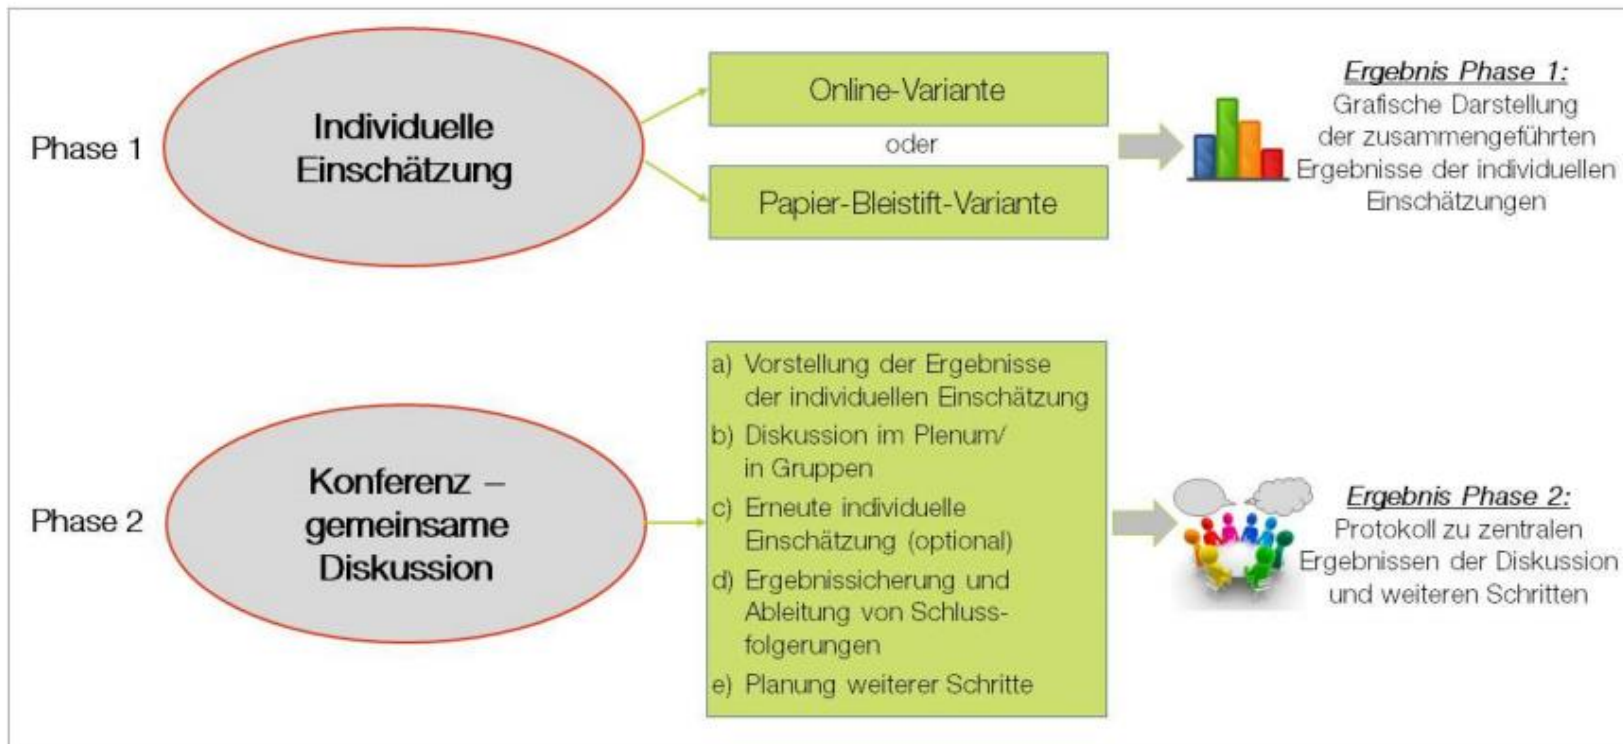 Phase 1
Individuelle
Einschätzung
Online-Variante
oder
Papier-Bleistift-Variante
Ergebnis Phase 1:
Grafische Darstellung
der zusammengeführten
Ergebnisse der individuellen
Einschätzungen
Phase 2
Konferenz –
gemeinsame
Diskussion
a) Vorstellung der Ergebnisse
der individuellen Einschätzung
b) Diskussion im Plenum/
in Gruppen
c) Erneute individuelle
Einschätzung (optional)
d) Ergebnissicherung und
Ableitung von Schluss-
folgerungen
e) Planung weiterer Schritte
Ergebnis Phase 2:
Protokoll zu zentralen
Ergebnissen der Diskussion
und weiteren Schritten